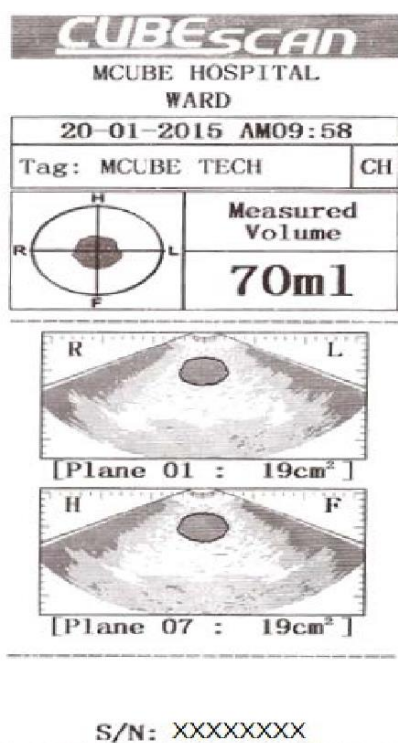 CUBEscan
MCUBE HOSPITAL
WARD
20-01-2015 AM09:58
Tag: MCUBE TECH CH
H
R L
F
Measured
Volume
70ml
R L
[Plane 01 : 19cm²]
H F
[Plane 07 : 19cm²]
S/N: XXXXXXXX